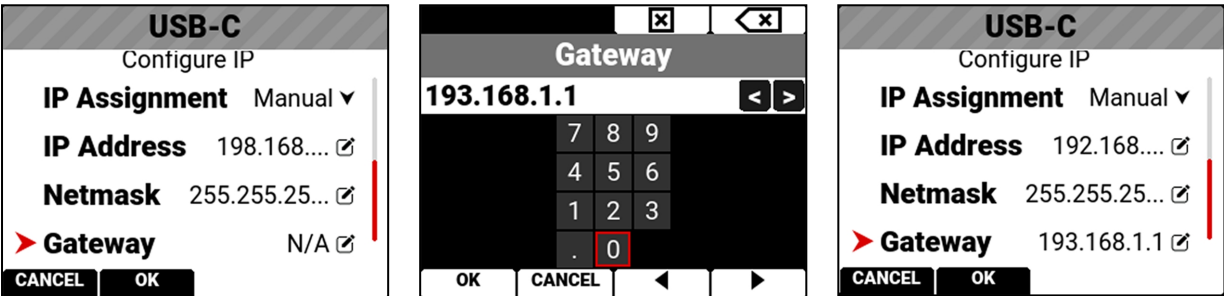 USB-C
Configure IP
IP Assignment Manual
IP Address 198.168....
Netmask 255.255.25...
Gateway N/A
CANCEL OK
Gateway
193.168.1.1 < >
7 8 9
4 5 6
1 2 3
. 0
OK CANCEL
USB-C
Configure IP
IP Assignment Manual
IP Address 192.168....
Netmask 255.255.25...
Gateway 193.168.1.1
CANCEL OK